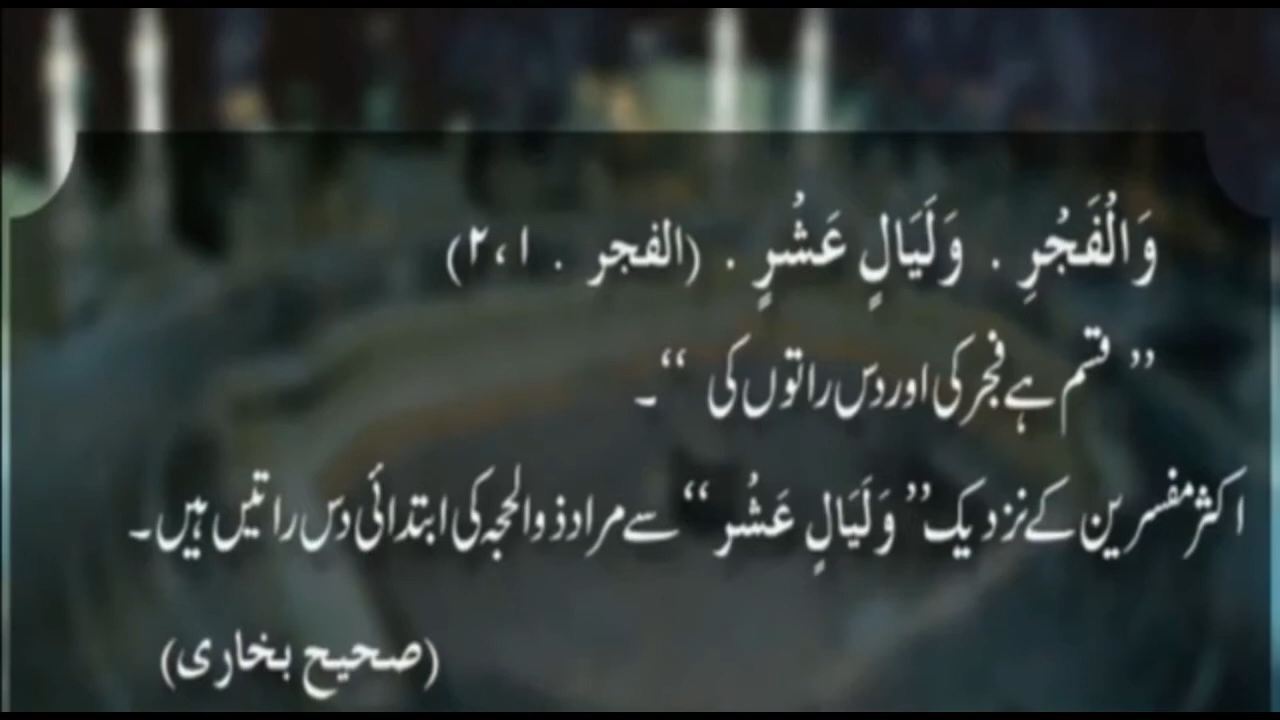 وَالْفَجْرِ . وَلَيَالٍ عَشْرٍ . (الفجر . ۱،۲)
’’ قسم ہے فجر کی اور دس راتوں کی ‘‘۔
اکثر مفسرین کے نزدیک ’’ وَلَيَالٍ عَشْر ‘‘ سے مراد ذوالحجہ کی ابتدائی دس راتیں ہیں۔
(صحیح بخاری)